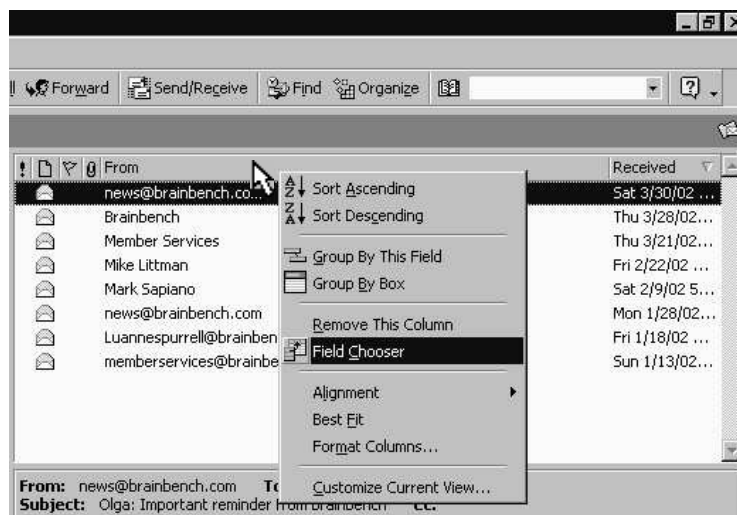 Forward Send/Receive Find Organize
! From Received
news@brainbench.co... Sat 3/30/02 ...
Brainbench Thu 3/28/02 ...
Member Services Thu 3/21/02 ...
Mike Littman Fri 2/22/02 ...
Mark Sapiano Sat 2/9/02 5...
news@brainbench.com Mon 1/28/02...
Luannespurrell@brainben Fri 1/18/02...
memberservices@brainbe Sun 1/13/02...
Sort Ascending
Sort Descending
Group By This Field
Group By Box
Remove This Column
Field Chooser
Alignment
Best Fit
Format Columns...
Customize Current View...
From: news@brainbench.com
Subject: Olga: Important reminder from brainbench Cc: